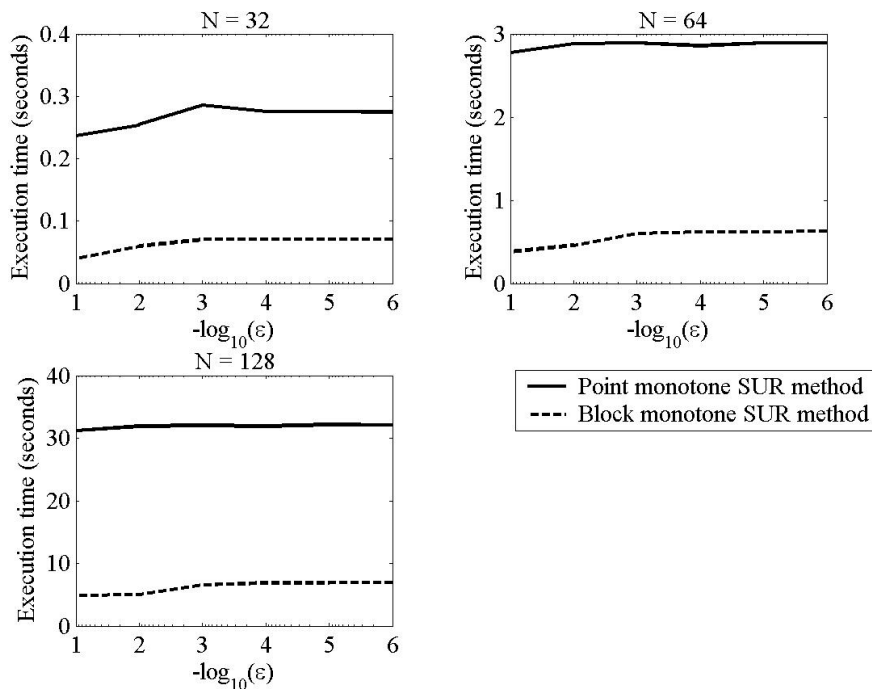 N = 32
Execution time (seconds)
0.4
0.3
0.2
0.1
0
1 2 3 4 5 6
-log10(ε)
N = 64
Execution time (seconds)
3
2
1
0
1 2 3 4 5 6
-log10(ε)
N = 128
Execution time (seconds)
40
30
20
10
0
1 2 3 4 5 6
-log10(ε)
Point monotone SUR method
Block monotone SUR method